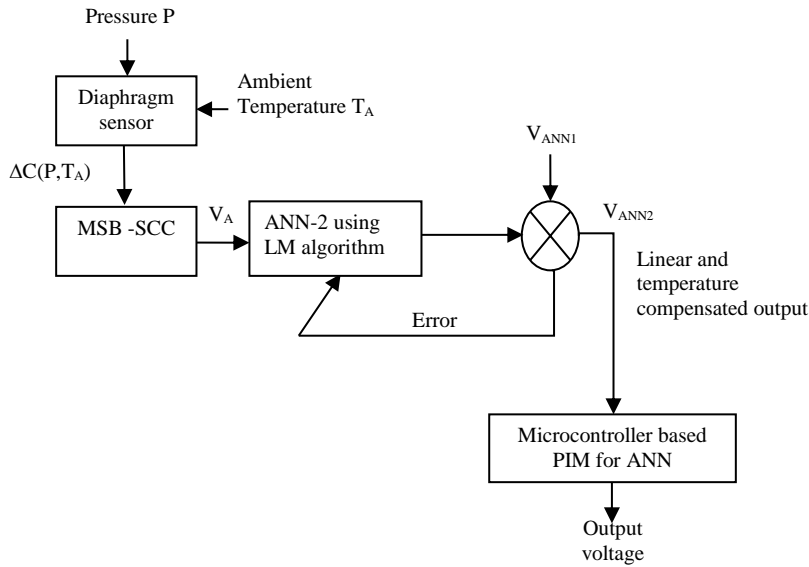 Pressure P
Diaphragm
sensor
Ambient
Temperature T_A
ΔC(P,T_A)
MSB -SCC
V_A
ANN-2 using
LM algorithm
Error
V_ANN1
V_ANN2
Linear and
temperature
compensated output
Microcontroller based
PIM for ANN
Output
voltage